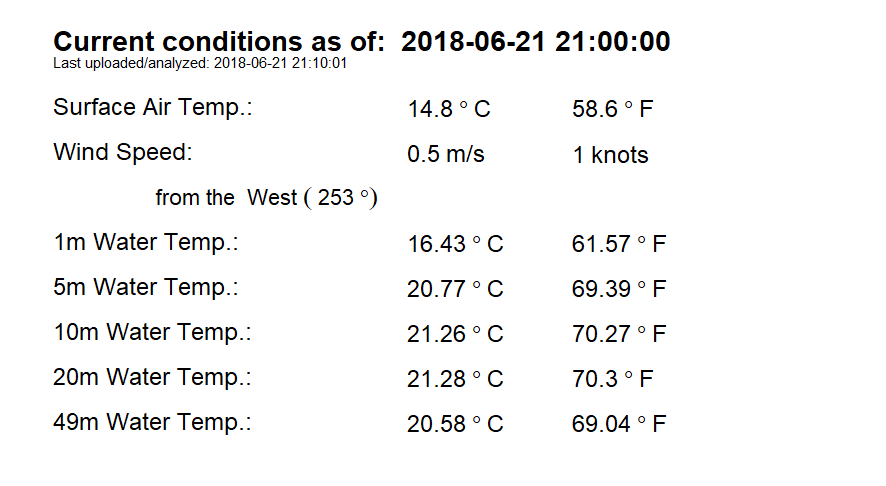 Current conditions as of: 2018-06-21 21:00:00
Last uploaded/analyzed: 2018-06-21 21:10:01
Surface Air Temp.: 14.8 ° C 58.6 ° F
Wind Speed: 0.5 m/s 1 knots
from the West ( 253 °)
1m Water Temp.: 16.43 ° C 61.57 ° F
5m Water Temp.: 20.77 ° C 69.39 ° F
10m Water Temp.: 21.26 ° C 70.27 ° F
20m Water Temp.: 21.28 ° C 70.3 ° F
49m Water Temp.: 20.58 ° C 69.04 ° F